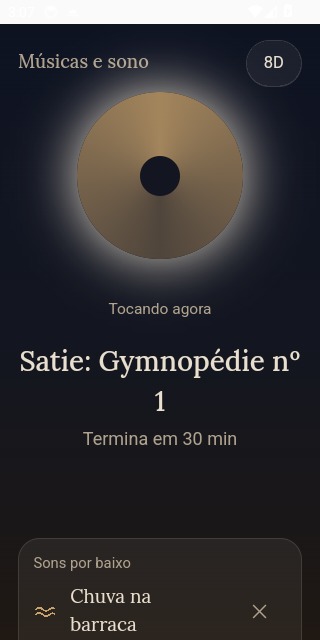 Músicas e sono
8D
Tocando agora
Satie: Gymnopédie nº
1
Termina em 30 min
Sons por baixo
Chuva na
barraca